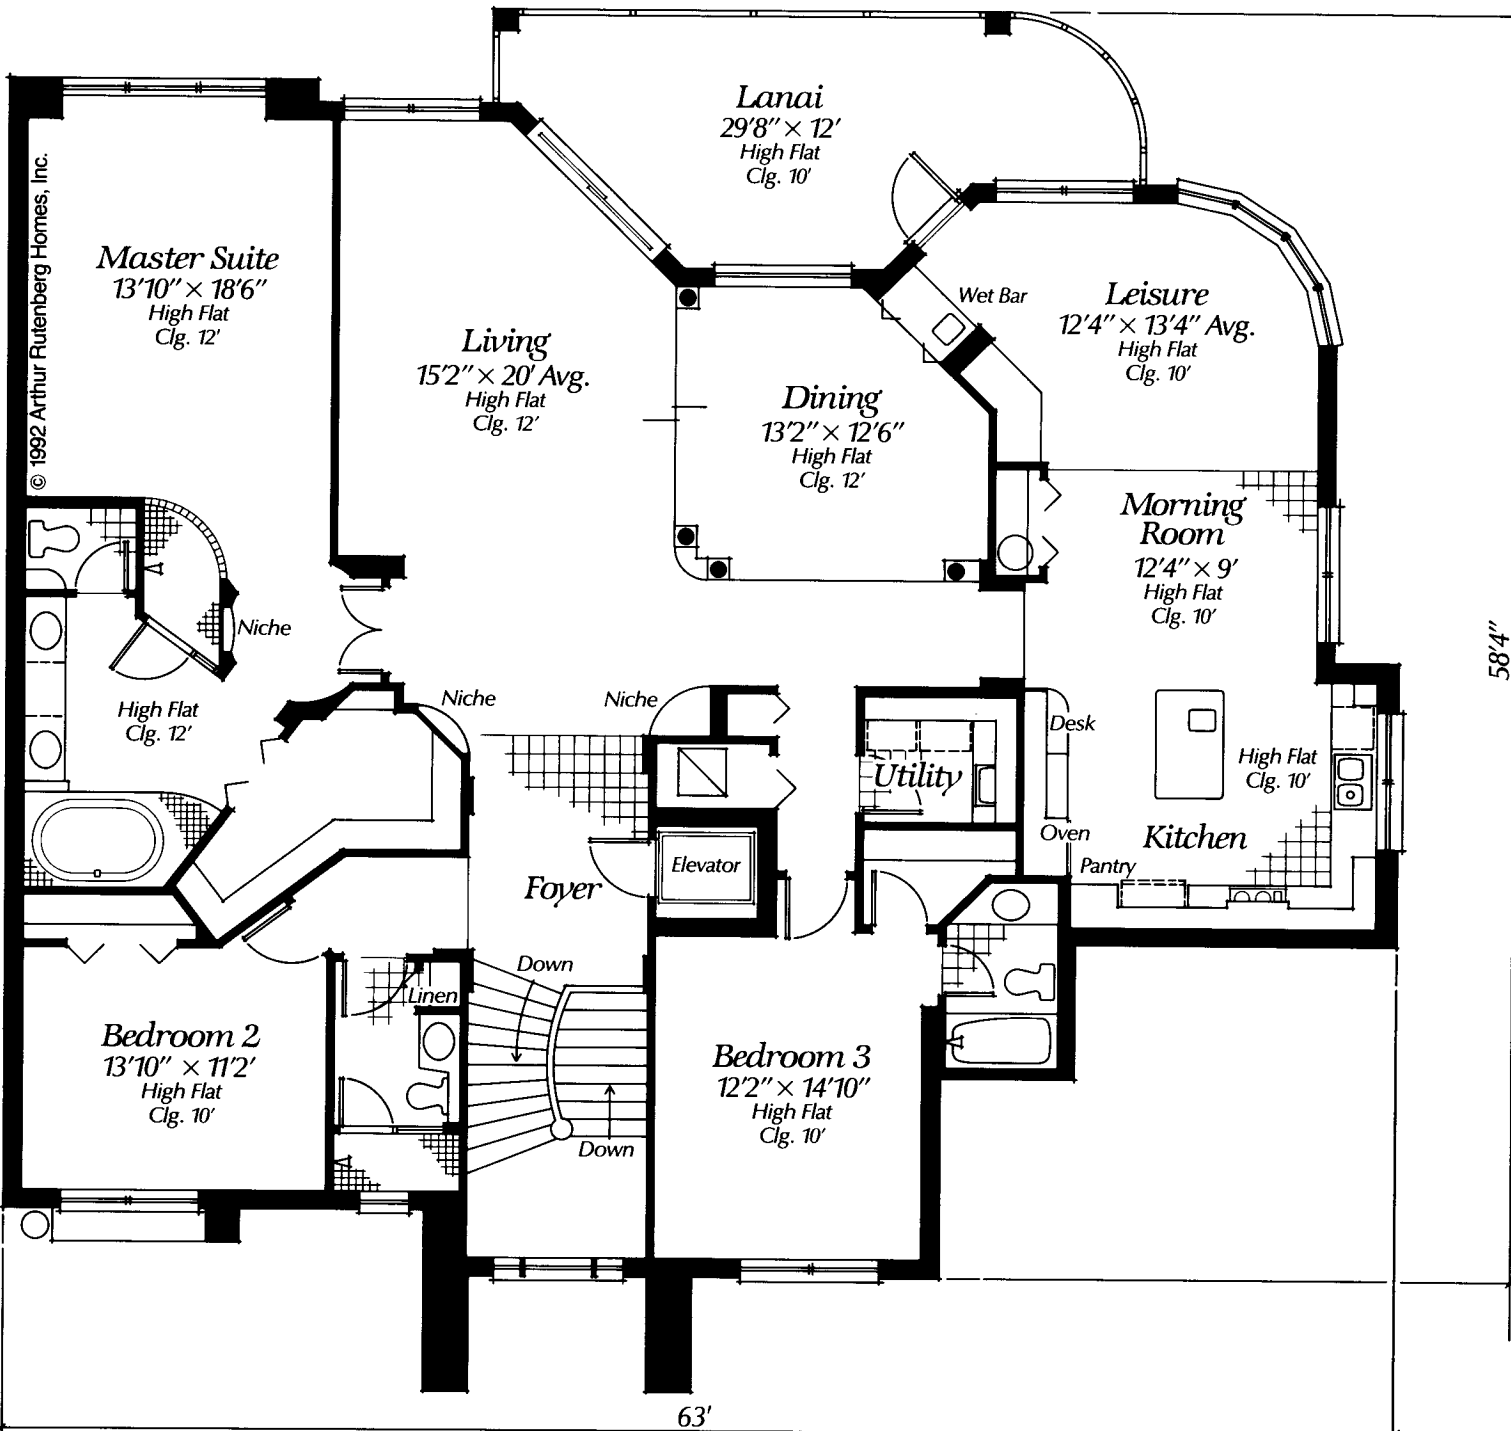 Lanai
29'8" × 12'
High Flat
Clg. 10'
© 1992 Arthur Rutenberg Homes, Inc.
Master Suite
13'10" × 18'6"
High Flat
Clg. 12'
Living
15'2" × 20' Avg.
High Flat
Clg. 12'
Wet Bar
Leisure
12'4" × 13'4" Avg.
High Flat
Clg. 10'
Dining
13'2" × 12'6"
High Flat
Clg. 12'
Morning
Room
12'4" × 9'
High Flat
Clg. 10'
Niche
58'4"
High Flat
Clg. 12'
Niche
Niche
Desk
Utility
High Flat
Clg. 10'
Kitchen
Oven
Pantry
Elevator
Foyer
Down
Linen
Bedroom 2
13'10" × 11'2'
High Flat
Clg. 10'
Bedroom 3
12'2" × 14'10"
High Flat
Clg. 10'
Down
63'